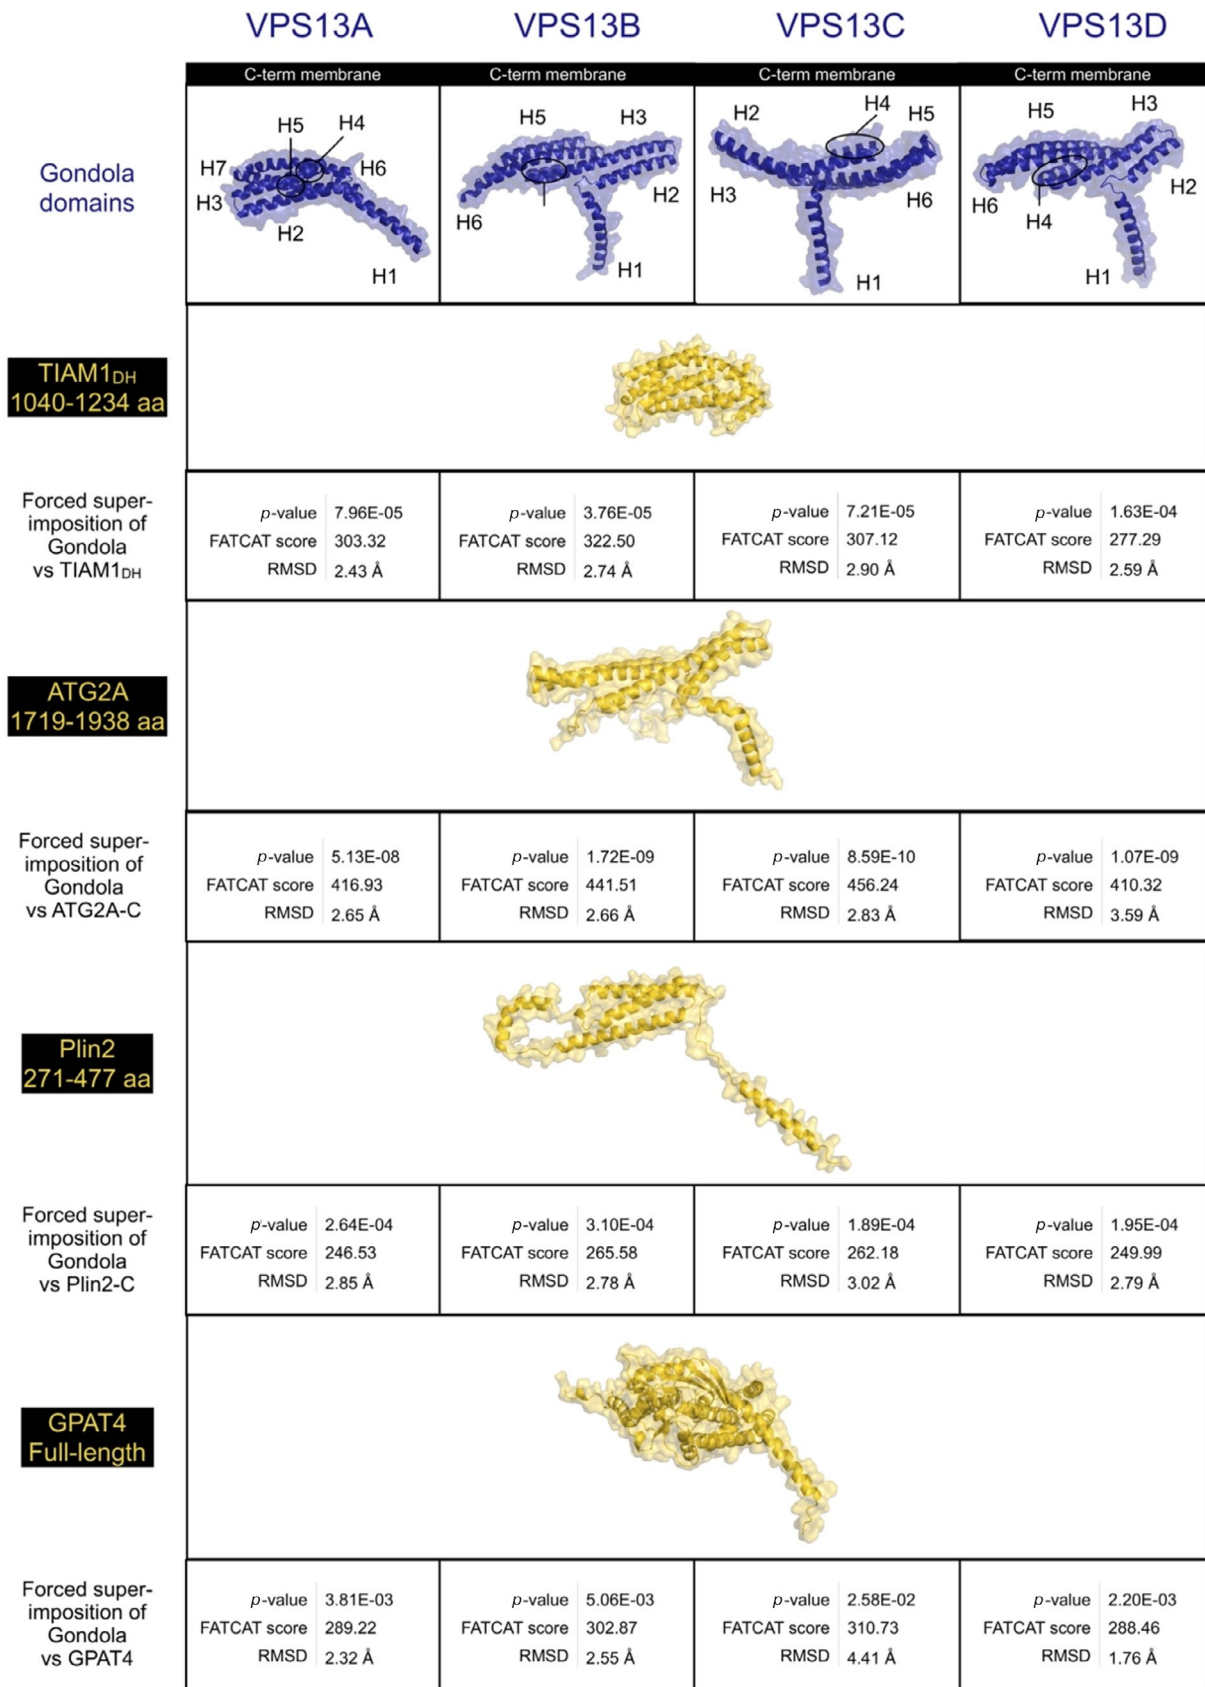 VPS13A VPS13B VPS13C VPS13D
C-term membrane C-term membrane C-term membrane C-term membrane
Gondola
domains
H5 H4 H7 H6 H3 H2 H1
H5 H3 H2 H6 H1
H2 H4 H5 H3 H6 H1
H5 H3 H2 H6 H4 H1
TIAM1DH
1040-1234 aa
Forced super-
imposition of
Gondola
vs TIAM1DH
p-value 7.96E-05 p-value 3.76E-05 p-value 7.21E-05 p-value 1.63E-04
FATCAT score 303.32 FATCAT score 322.50 FATCAT score 307.12 FATCAT score 277.29
RMSD 2.43 Å RMSD 2.74 Å RMSD 2.90 Å RMSD 2.59 Å
ATG2A
1719-1938 aa
Forced super-
imposition of
Gondola
vs ATG2A-C
p-value 5.13E-08 p-value 1.72E-09 p-value 8.59E-10 p-value 1.07E-09
FATCAT score 416.93 FATCAT score 441.51 FATCAT score 456.24 FATCAT score 410.32
RMSD 2.65 Å RMSD 2.66 Å RMSD 2.83 Å RMSD 3.59 Å
Plin2
271-477 aa
Forced super-
imposition of
Gondola
vs Plin2-C
p-value 2.64E-04 p-value 3.10E-04 p-value 1.89E-04 p-value 1.95E-04
FATCAT score 246.53 FATCAT score 265.58 FATCAT score 262.18 FATCAT score 249.99
RMSD 2.85 Å RMSD 2.78 Å RMSD 3.02 Å RMSD 2.79 Å
GPAT4
Full-length
Forced super-
imposition of
Gondola
vs GPAT4
p-value 3.81E-03 p-value 5.06E-03 p-value 2.58E-02 p-value 2.20E-03
FATCAT score 289.22 FATCAT score 302.87 FATCAT score 310.73 FATCAT score 288.46
RMSD 2.32 Å RMSD 2.55 Å RMSD 4.41 Å RMSD 1.76 Å